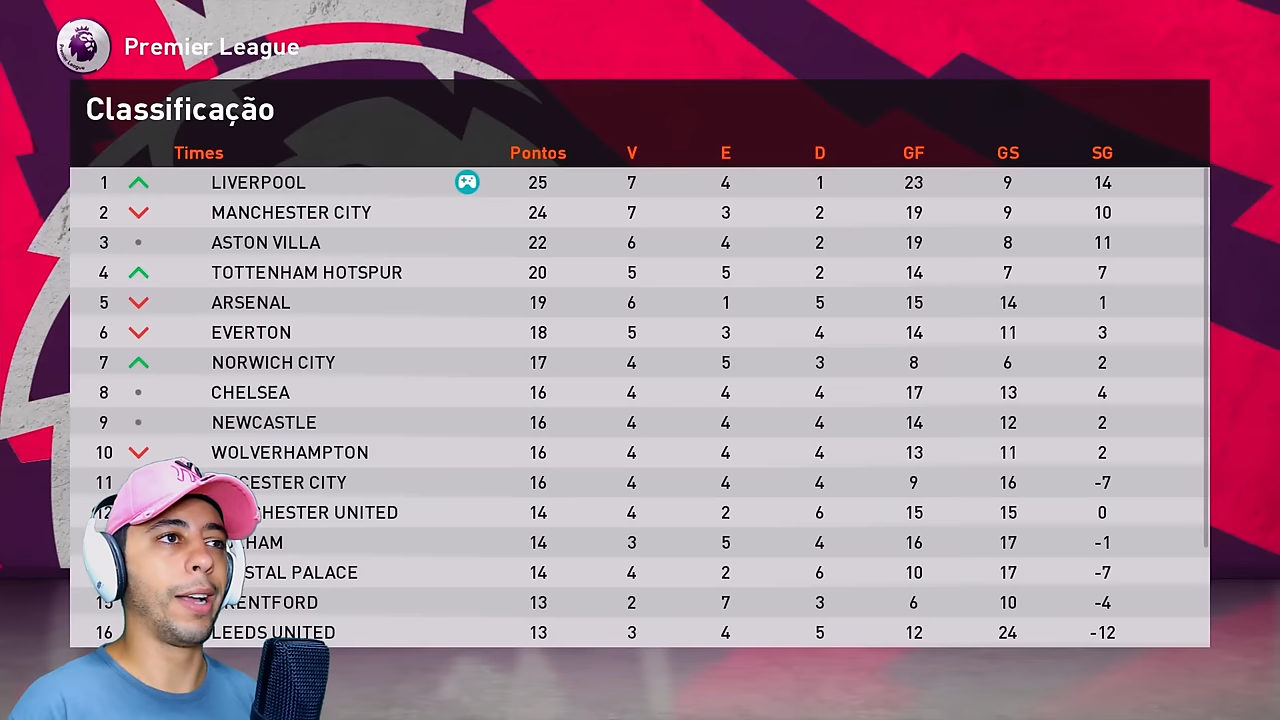 Premier League
Classificação
Times Pontos V E D GF GS SG
1 LIVERPOOL 25 7 4 1 23 9 14
2 MANCHESTER CITY 24 7 3 2 19 9 10
3 ASTON VILLA 22 6 4 2 19 8 11
4 TOTTENHAM HOTSPUR 20 5 5 2 14 7 7
5 ARSENAL 19 6 1 5 15 14 1
6 EVERTON 18 5 3 4 14 11 3
7 NORWICH CITY 17 4 5 3 8 6 2
8 CHELSEA 16 4 4 4 17 13 4
9 NEWCASTLE 16 4 4 4 14 12 2
10 WOLVERHAMPTON 16 4 4 4 13 11 2
11 CITY 16 4 4 4 9 16 -7
12 UNITED 14 4 2 6 15 15 0
14 3 5 4 16 17 -1
PALACE 14 4 2 6 10 17 -7
15 13 2 7 3 6 10 -4
16 LEEDS UNITED 13 3 4 5 12 24 -12